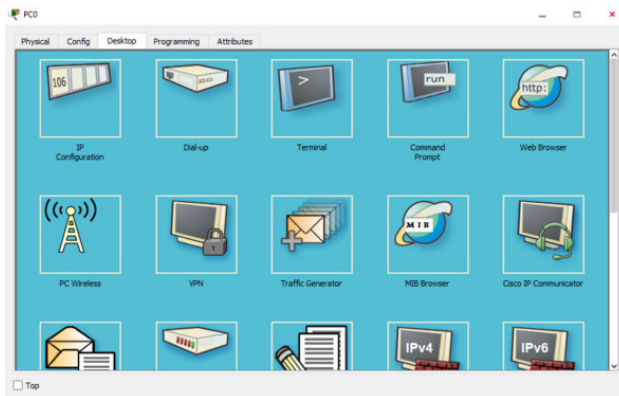 PC0
Physical Config Desktop Programming Attributes
106
>
run
http:
IP
Configuration
Dial-up
Terminal
Command
Prompt
Web Browser
MIB
PC Wireless
VPN
Traffic Generator
MIB Browser
Cisco IP Communicator
IPv4
IPv6
Top